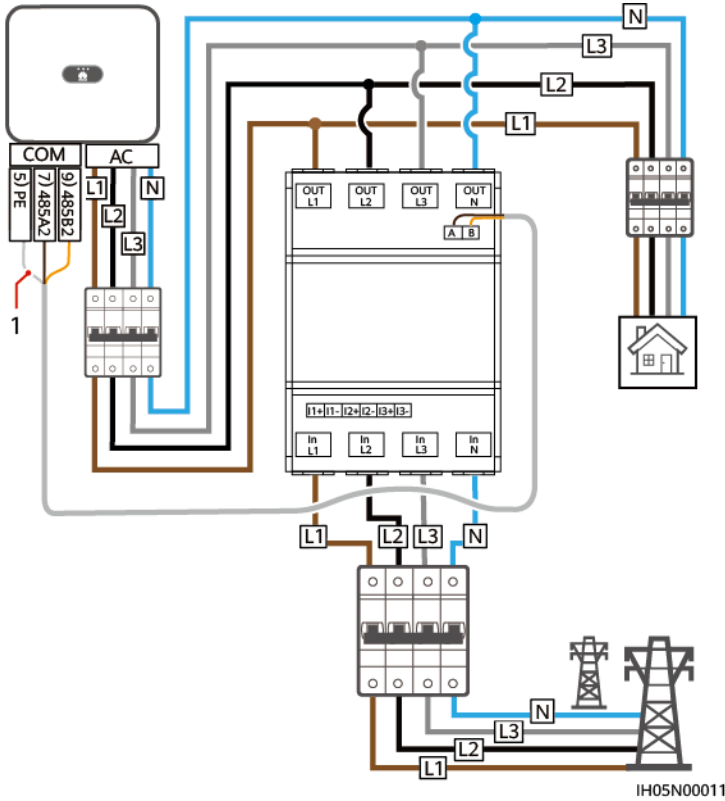 N
L3
L2
L1
COM
AC
5) PE
7) 485A2
9) 485B2
L1
L2
L3
N
1
OUT L1
OUT L2
OUT L3
OUT N
A B
I1+ I1- I2+ I2- I3+ I3-
In L1
In L2
In L3
In N
L1
L2
L3
N
N
L3
L2
L1
IH05N00011